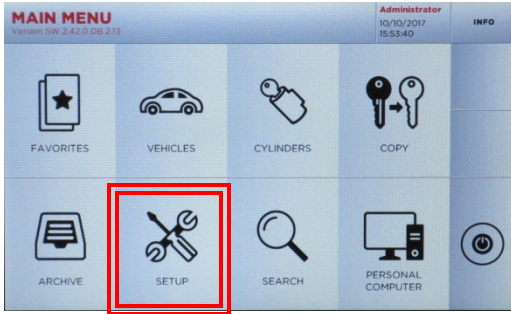 MAIN MENU
Version SW 2.42.0 DB 2.13
Administrator
10/10/2017
15:53:40
INFO
FAVORITES
VEHICLES
CYLINDERS
COPY
ARCHIVE
SETUP
SEARCH
PERSONAL
COMPUTER